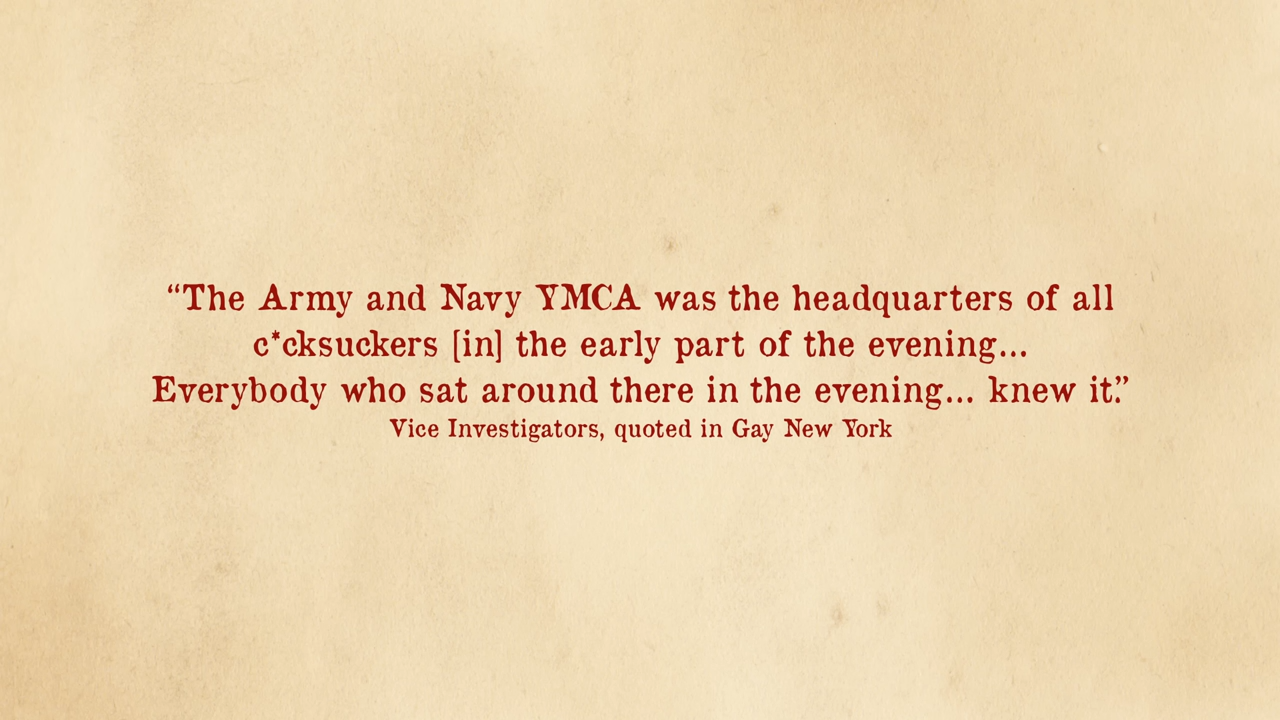 “The Army and Navy YMCA was the headquarters of all
c*cksuckers [in] the early part of the evening...
Everybody who sat around there in the evening... knew it.”
Vice Investigators, quoted in Gay New York